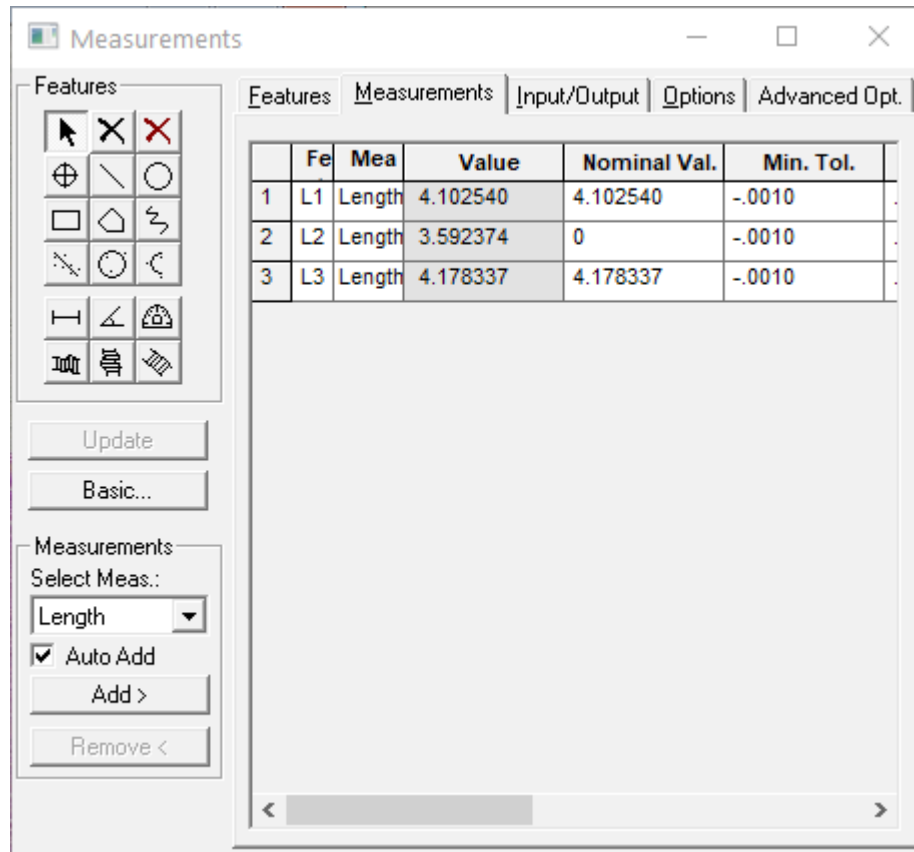 Measurements
Features
Update
Basic...
Measurements
Select Meas.:
Length
Auto Add
Add >
Remove <
Features Measurements Input/Output Options Advanced Opt.
Fe Mea Value Nominal Val. Min. Tol.
1 L1 Length 4.102540 4.102540 -.0010 .
2 L2 Length 3.592374 0 -.0010 .
3 L3 Length 4.178337 4.178337 -.0010 .